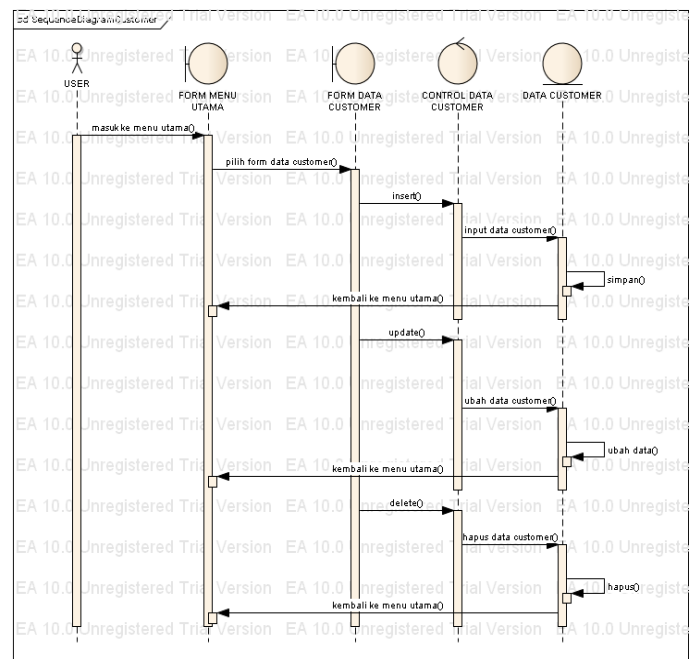 sd SequenceDiagramCustomer
USER
FORM MENU
UTAMA
FORM DATA
CUSTOMER
CONTROL DATA
CUSTOMER
DATA CUSTOMER
masuk ke menu utama()
pilih form data customer()
insert()
input data customer()
simpan()
kembali ke menu utama()
update()
ubah data customer()
ubah data()
kembali ke menu utama()
delete()
hapus data customer()
hapus()
kembali ke menu utama()
EA 10.0 Unregistered Trial Version